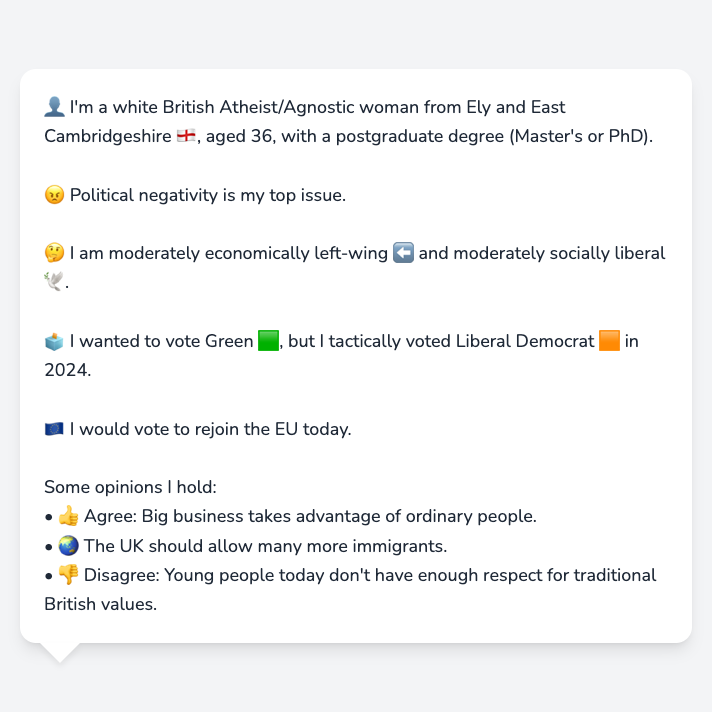 👤 I'm a white British Atheist/Agnostic woman from Ely and East
Cambridgeshire 🏴󠁧󠁢󠁥󠁮󠁧󠁿, aged 36, with a postgraduate degree (Master's or PhD).
😠 Political negativity is my top issue.
🤔 I am moderately economically left-wing ⬅️ and moderately socially liberal
🕊️.
🗳️ I wanted to vote Green 🟩, but I tactically voted Liberal Democrat 🟧 in
2024.
🇪🇺 I would vote to rejoin the EU today.
Some opinions I hold:
• 👍 Agree: Big business takes advantage of ordinary people.
• 🌏 The UK should allow many more immigrants.
• 👎 Disagree: Young people today don't have enough respect for traditional
British values.